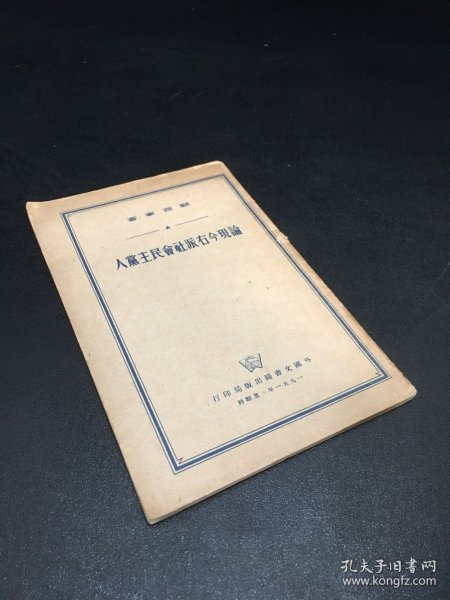 論現今右派社會民主黨人
外國文書籍出版局印行
一九五一年・莫斯科
孔夫子旧书网
www.kongfz.com